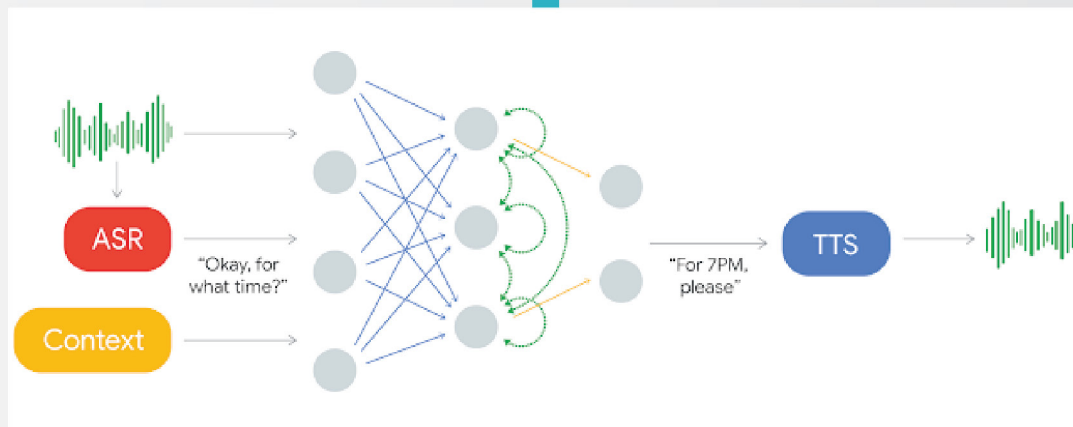 ASR
"Okay, for
what time?"
Context
"For 7PM,
please"
TTS